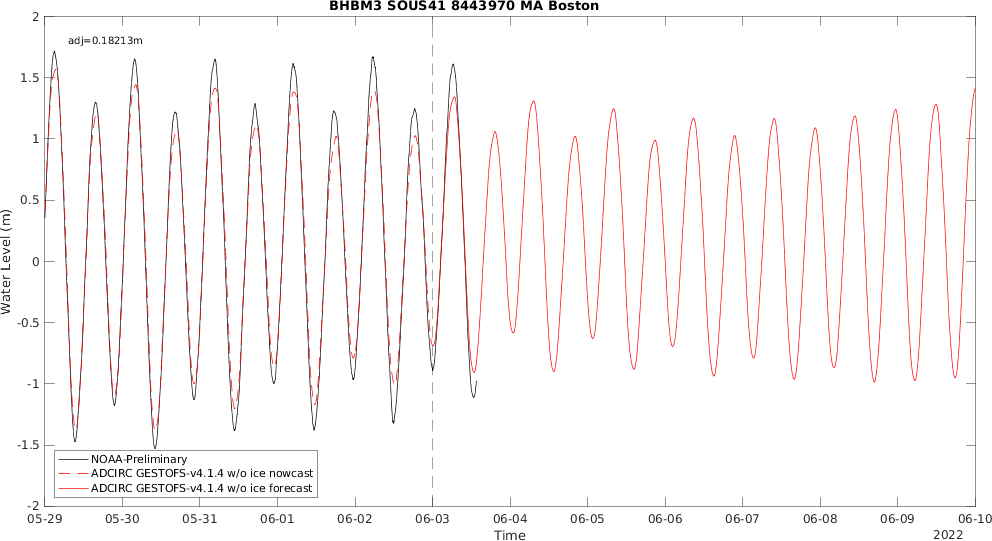 BHBM3 SOUS41 8443970 MA Boston
adj=0.18213m
2
1.5
1
0.5
0
-0.5
-1
-1.5
-2
Water Level (m)
NOAA-Preliminary
ADCIRC GESTOFS-v4.1.4 w/o ice nowcast
ADCIRC GESTOFS-v4.1.4 w/o ice forecast
05-29 05-30 05-31 06-01 06-02 06-03 06-04 06-05 06-06 06-07 06-08 06-09 06-10
Time
2022